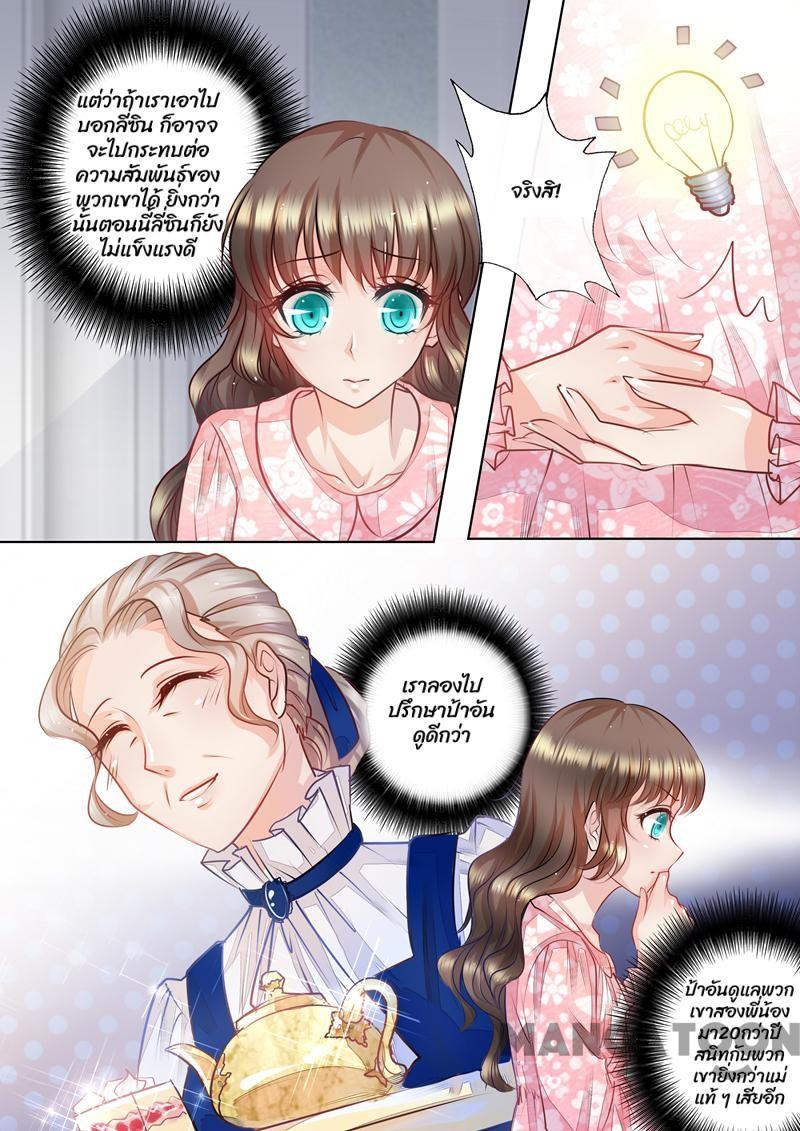 แต่ว่าถ้าเราเอาไป
บอกลี่ซิน ก็อาจจ
จะไปกระทบต่อ
ความสัมพันธ์ของ
พวกเขาได้ ยิ่งกว่า
นั้นตอนนี้ลี่ซินก็ยัง
ไม่แข็งแรงดี
จริงสิ!
เราลองไป
ปรึกษาป้าอัน
ดูดีกว่า
ป้าอันดูแลพวก
เขาสองพี่น้อง
มา20กว่าปี
สนิทกับพวก
เขายิ่งกว่าแม่
แท้ ๆ เสียอีก
MANGATOON